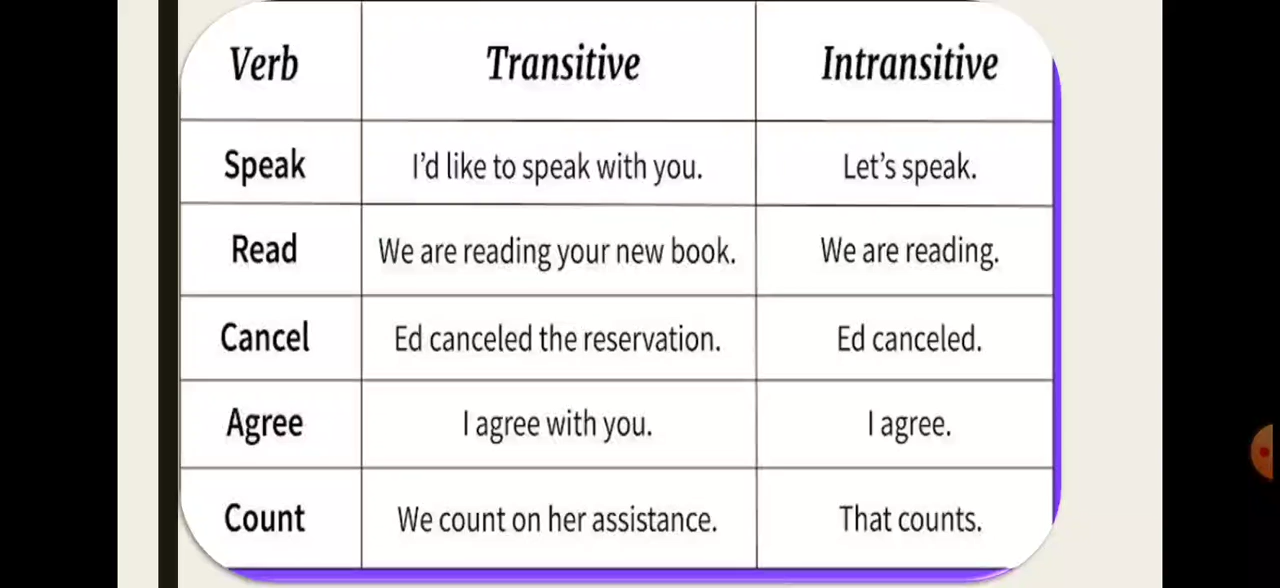 Verb Transitive Intransitive
Speak I'd like to speak with you. Let's speak.
Read We are reading your new book. We are reading.
Cancel Ed canceled the reservation. Ed canceled.
Agree I agree with you. I agree.
Count We count on her assistance. That counts.